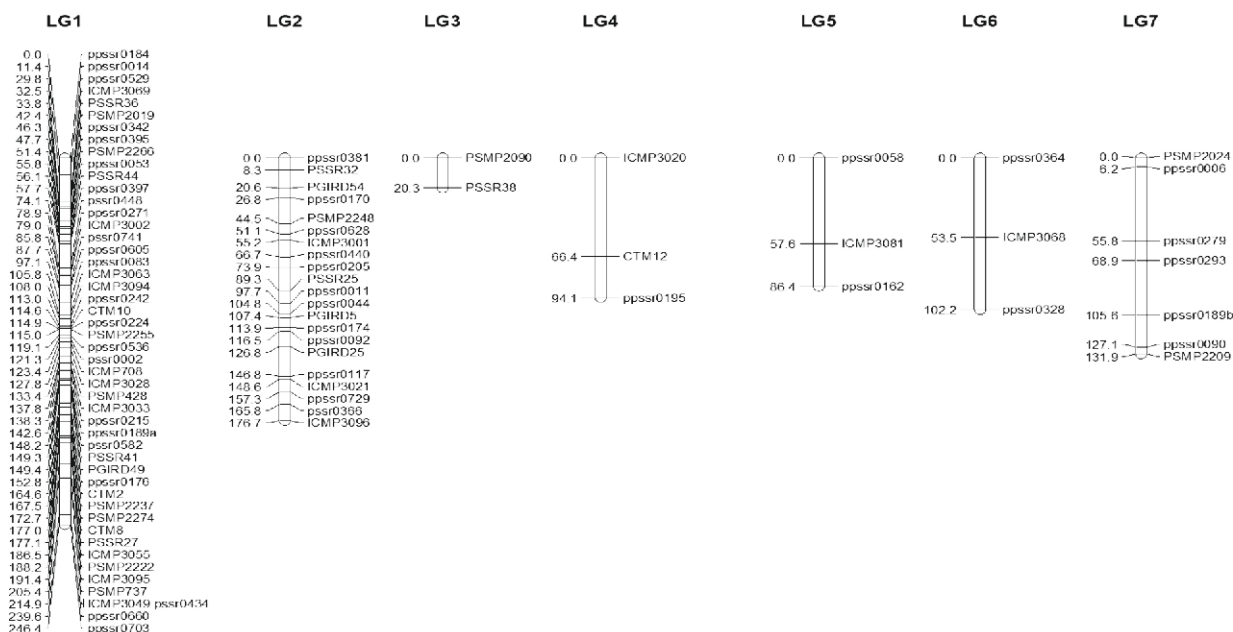 LG1 LG2 LG3 LG4 LG5 LG6 LG7
0.0 ppssr0184
11.4 ppssr0014
29.8 ppssr0529
32.5 ICMP3069
33.8 PSSR36
42.4 PSMP2019
46.3 ppssr0342
47.7 ppssr0395
51.4 PSMP2266
55.8 ppssr0053
56.1 PSSR44
57.7 ppssr0397
74.1 pssr0448
78.9 ppssr0271
79.0 ICMP3002
85.8 pssr0741
87.7 ppssr0605
97.1 ppssr0083
105.8 ICMP3063
108.0 ICMP3094
113.0 ppssr0242
114.6 CTM10
114.9 ppssr0224
115.0 PSMP2255
119.1 ppssr0536
121.3 pssr0002
123.4 ICMP708
127.8 ICMP3028
133.4 PSMP428
137.8 ICMP3033
138.3 ppssr0215
142.6 ppssr0189a
148.2 pssr0582
149.3 PSSR41
149.4 PGIRD49
152.8 ppssr0176
164.6 CTM2
167.5 PSMP2237
172.7 PSMP2274
177.0 CTM8
177.1 PSSR27
186.5 ICMP3055
188.2 PSMP2222
191.4 ICMP3095
205.4 PSMP737
214.9 ICMP3049 pssr0434
239.6 ppssr0660
246.4 ppssr0703
0.0 ppssr0381
8.3 PSSR32
20.6 PGIRD54
26.8 ppssr0170
44.5 PSMP2248
51.1 ppssr0628
55.2 ICMP3001
66.7 ppssr0440
73.9 ppssr0205
89.3 PSSR25
97.7 ppssr0011
104.8 ppssr0044
107.4 PGIRD5
113.9 ppssr0174
116.5 ppssr0092
126.8 PGIRD25
146.8 ppssr0117
148.6 ICMP3021
157.3 ppssr0729
165.8 pssr0366
176.7 ICMP3096
0.0 PSMP2090
20.3 PSSR38
0.0 ICMP3020
66.4 CTM12
94.1 ppssr0195
0.0 ppssr0058
57.6 ICMP3081
86.4 ppssr0162
0.0 ppssr0364
53.5 ICMP3068
102.2 ppssr0328
0.0 PSMP2024
6.2 ppssr0006
55.8 ppssr0279
68.9 ppssr0293
105.6 ppssr0189b
127.1 ppssr0090
131.9 PSMP2209